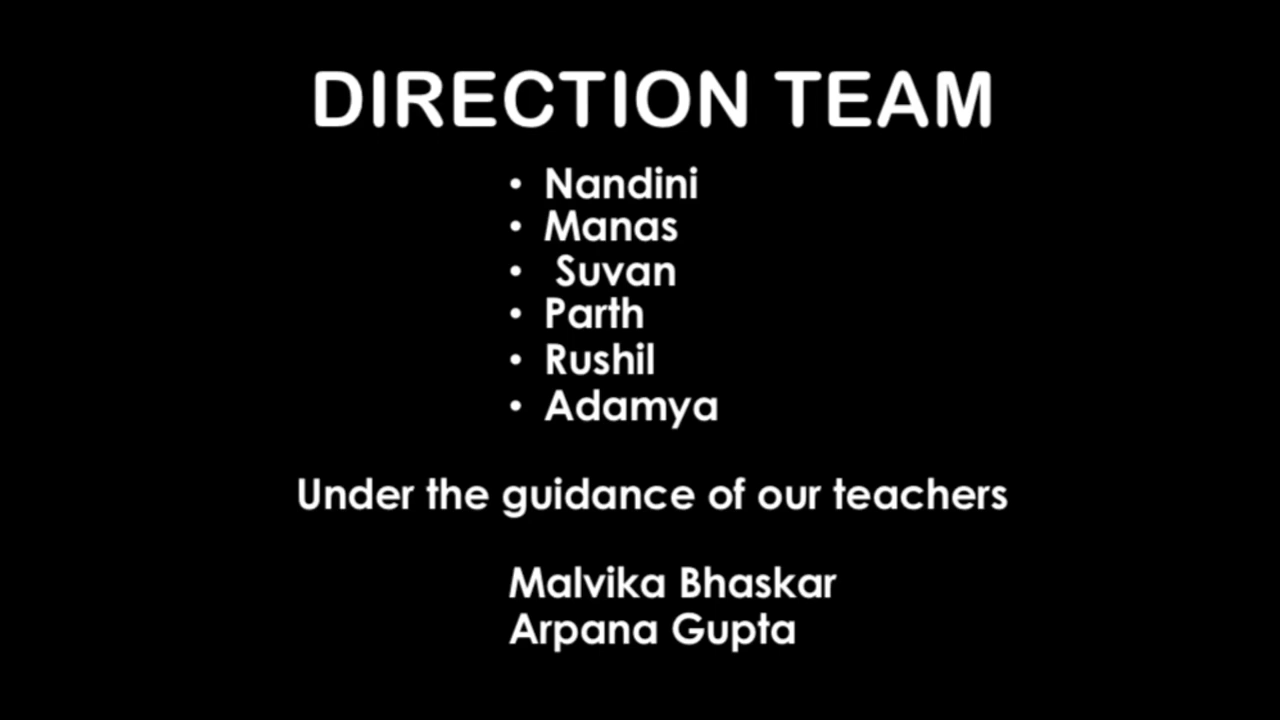 DIRECTION TEAM
• Nandini
• Manas
• Suvan
• Parth
• Rushil
• Adamya
Under the guidance of our teachers
Malvika Bhaskar
Arpana Gupta